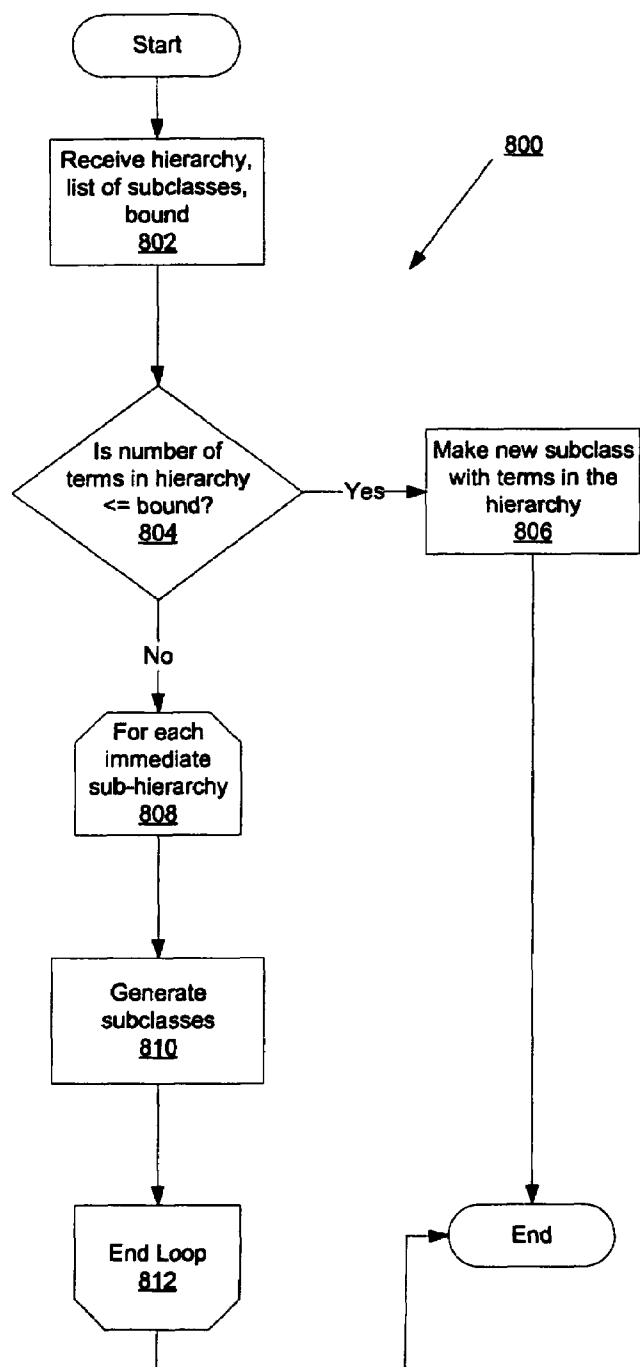 Start
Receive hierarchy,
list of subclasses,
bound
802
800
Is number of
terms in hierarchy
<= bound?
804
Yes
Make new subclass
with terms in the
hierarchy
806
No
For each
immediate
sub-hierarchy
808
Generate
subclasses
810
End Loop
812
End